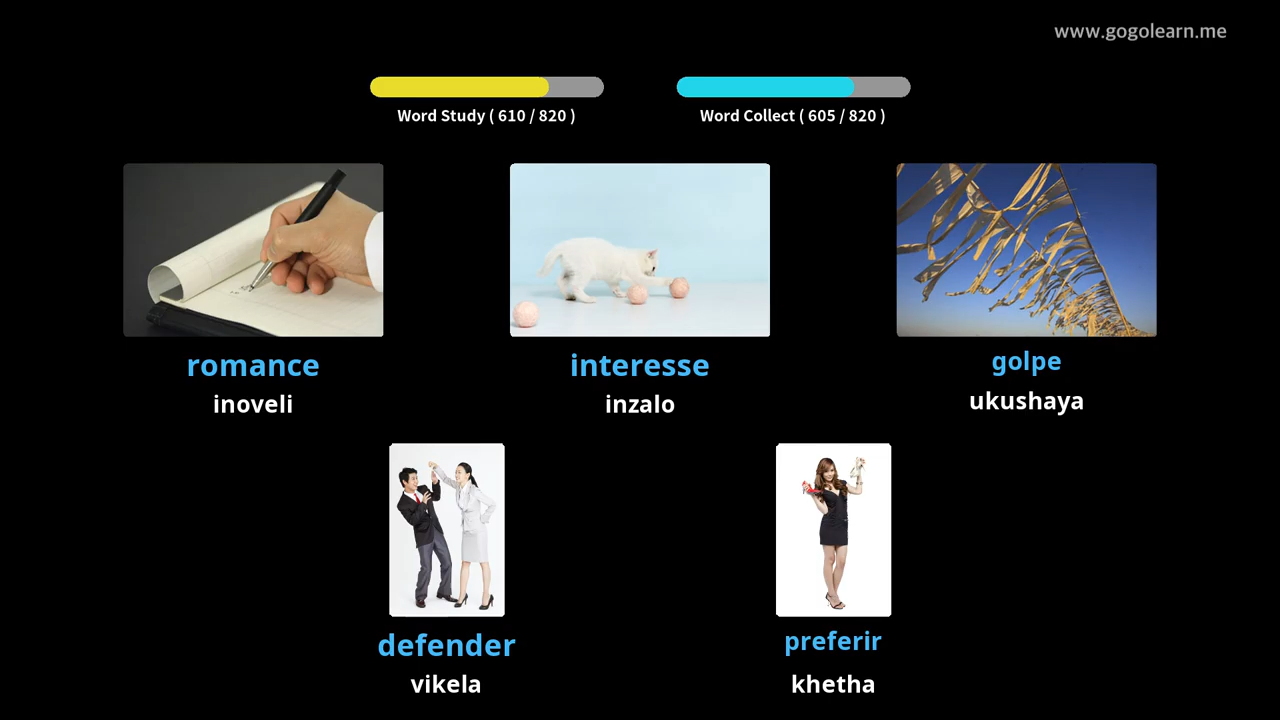 www.gogolearn.me
Word Study ( 610 / 820 )
Word Collect ( 605 / 820 )
romance
inoveli
interesse
inzalo
golpe
ukushaya
defender
vikela
preferir
khetha